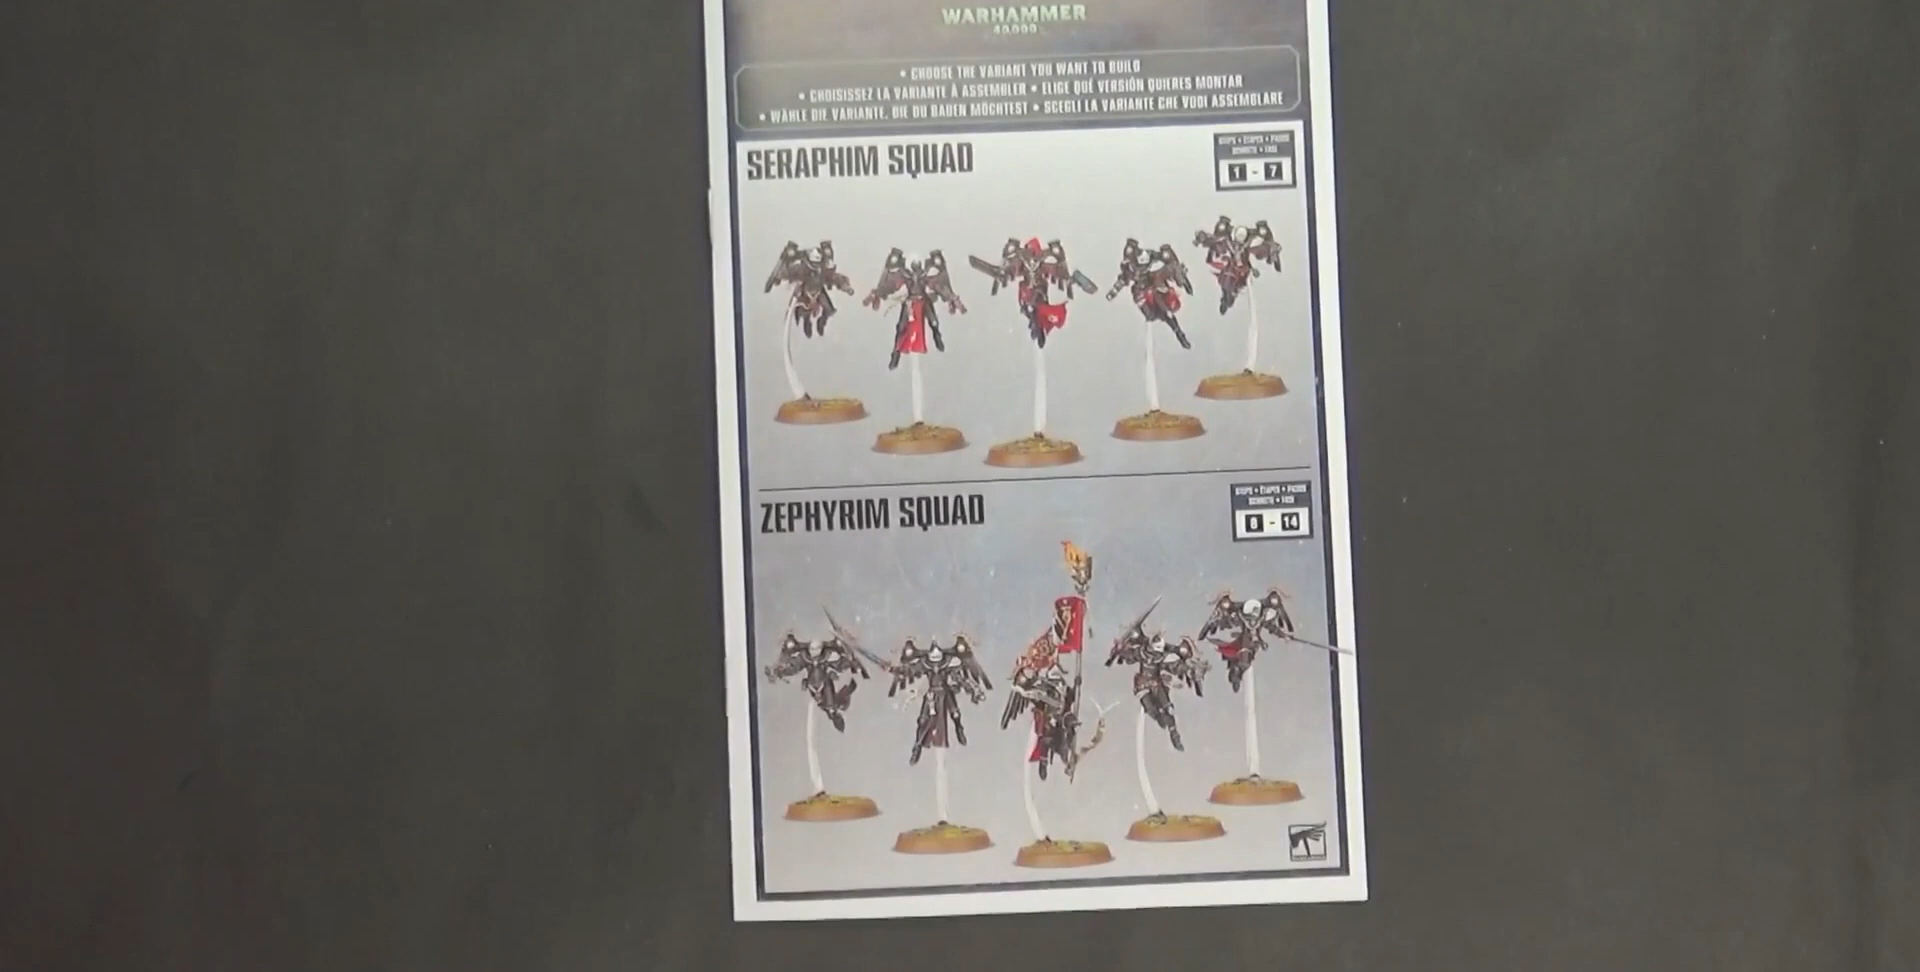 WARHAMMER
40,000
• CHOOSE THE VARIANT YOU WANT TO BUILD
• CHOISISSEZ LA VARIANTE À ASSEMBLER • ELIGE QUÉ VERSIÓN QUIERES MONTAR
• WÄHLE DIE VARIANTE, DIE DU BAUEN MÖCHTEST • SCEGLI LA VARIANTE CHE VUOI ASSEMBLARE
SERAPHIM SQUAD
1 - 7
ZEPHYRIM SQUAD
8 - 14